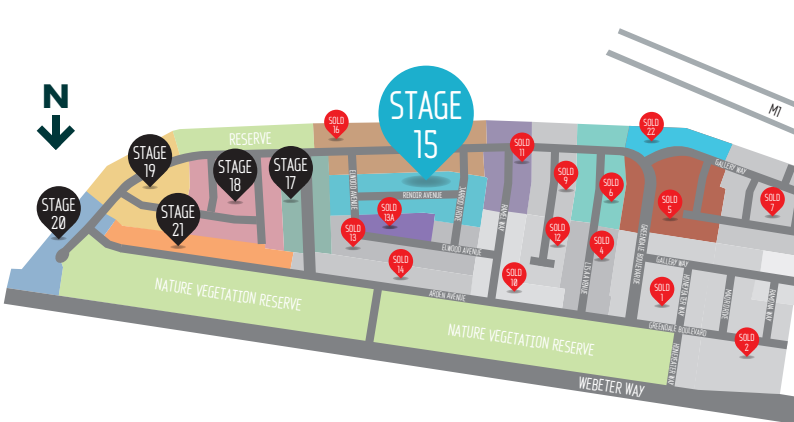 N
M1
SOLD
16
STAGE
15
SOLD
22
RESERVE
SOLD
11
GALLERY WAY
STAGE
19
STAGE
18
STAGE
17
SOLD
9
SOLD
6
SOLD
5
SOLD
7
RENOIR AVENUE
STAGE
20
STAGE
21
SOLD
13A
SOLD
13
SOLD
12
SOLD
4
ELWOOD AVENUE
GALLERY WAY
SOLD
14
SOLD
10
SOLD
1
ARDEN AVENUE
NATURE VEGETATION RESERVE
GREENDALE BOULEVARD
SOLD
2
NATURE VEGETATION RESERVE
WEBETER WAY